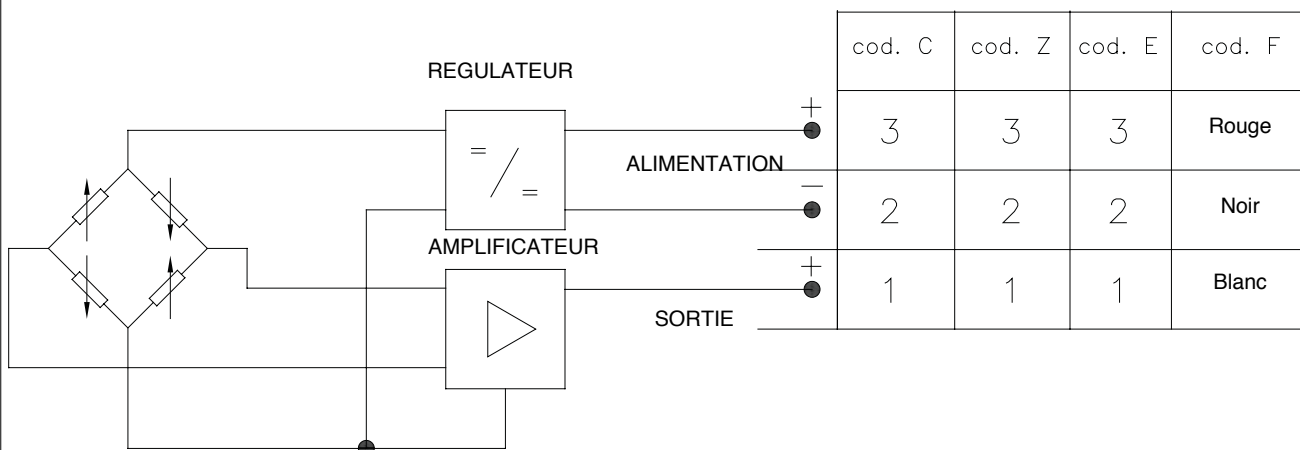 cod. C cod. Z cod. E cod. F
RÉGULATEUR
+ 3 3 3 Rouge
= / =
ALIMENTATION
− 2 2 2 Noir
AMPLIFICATEUR
+ 1 1 1 Blanc
SORTIE